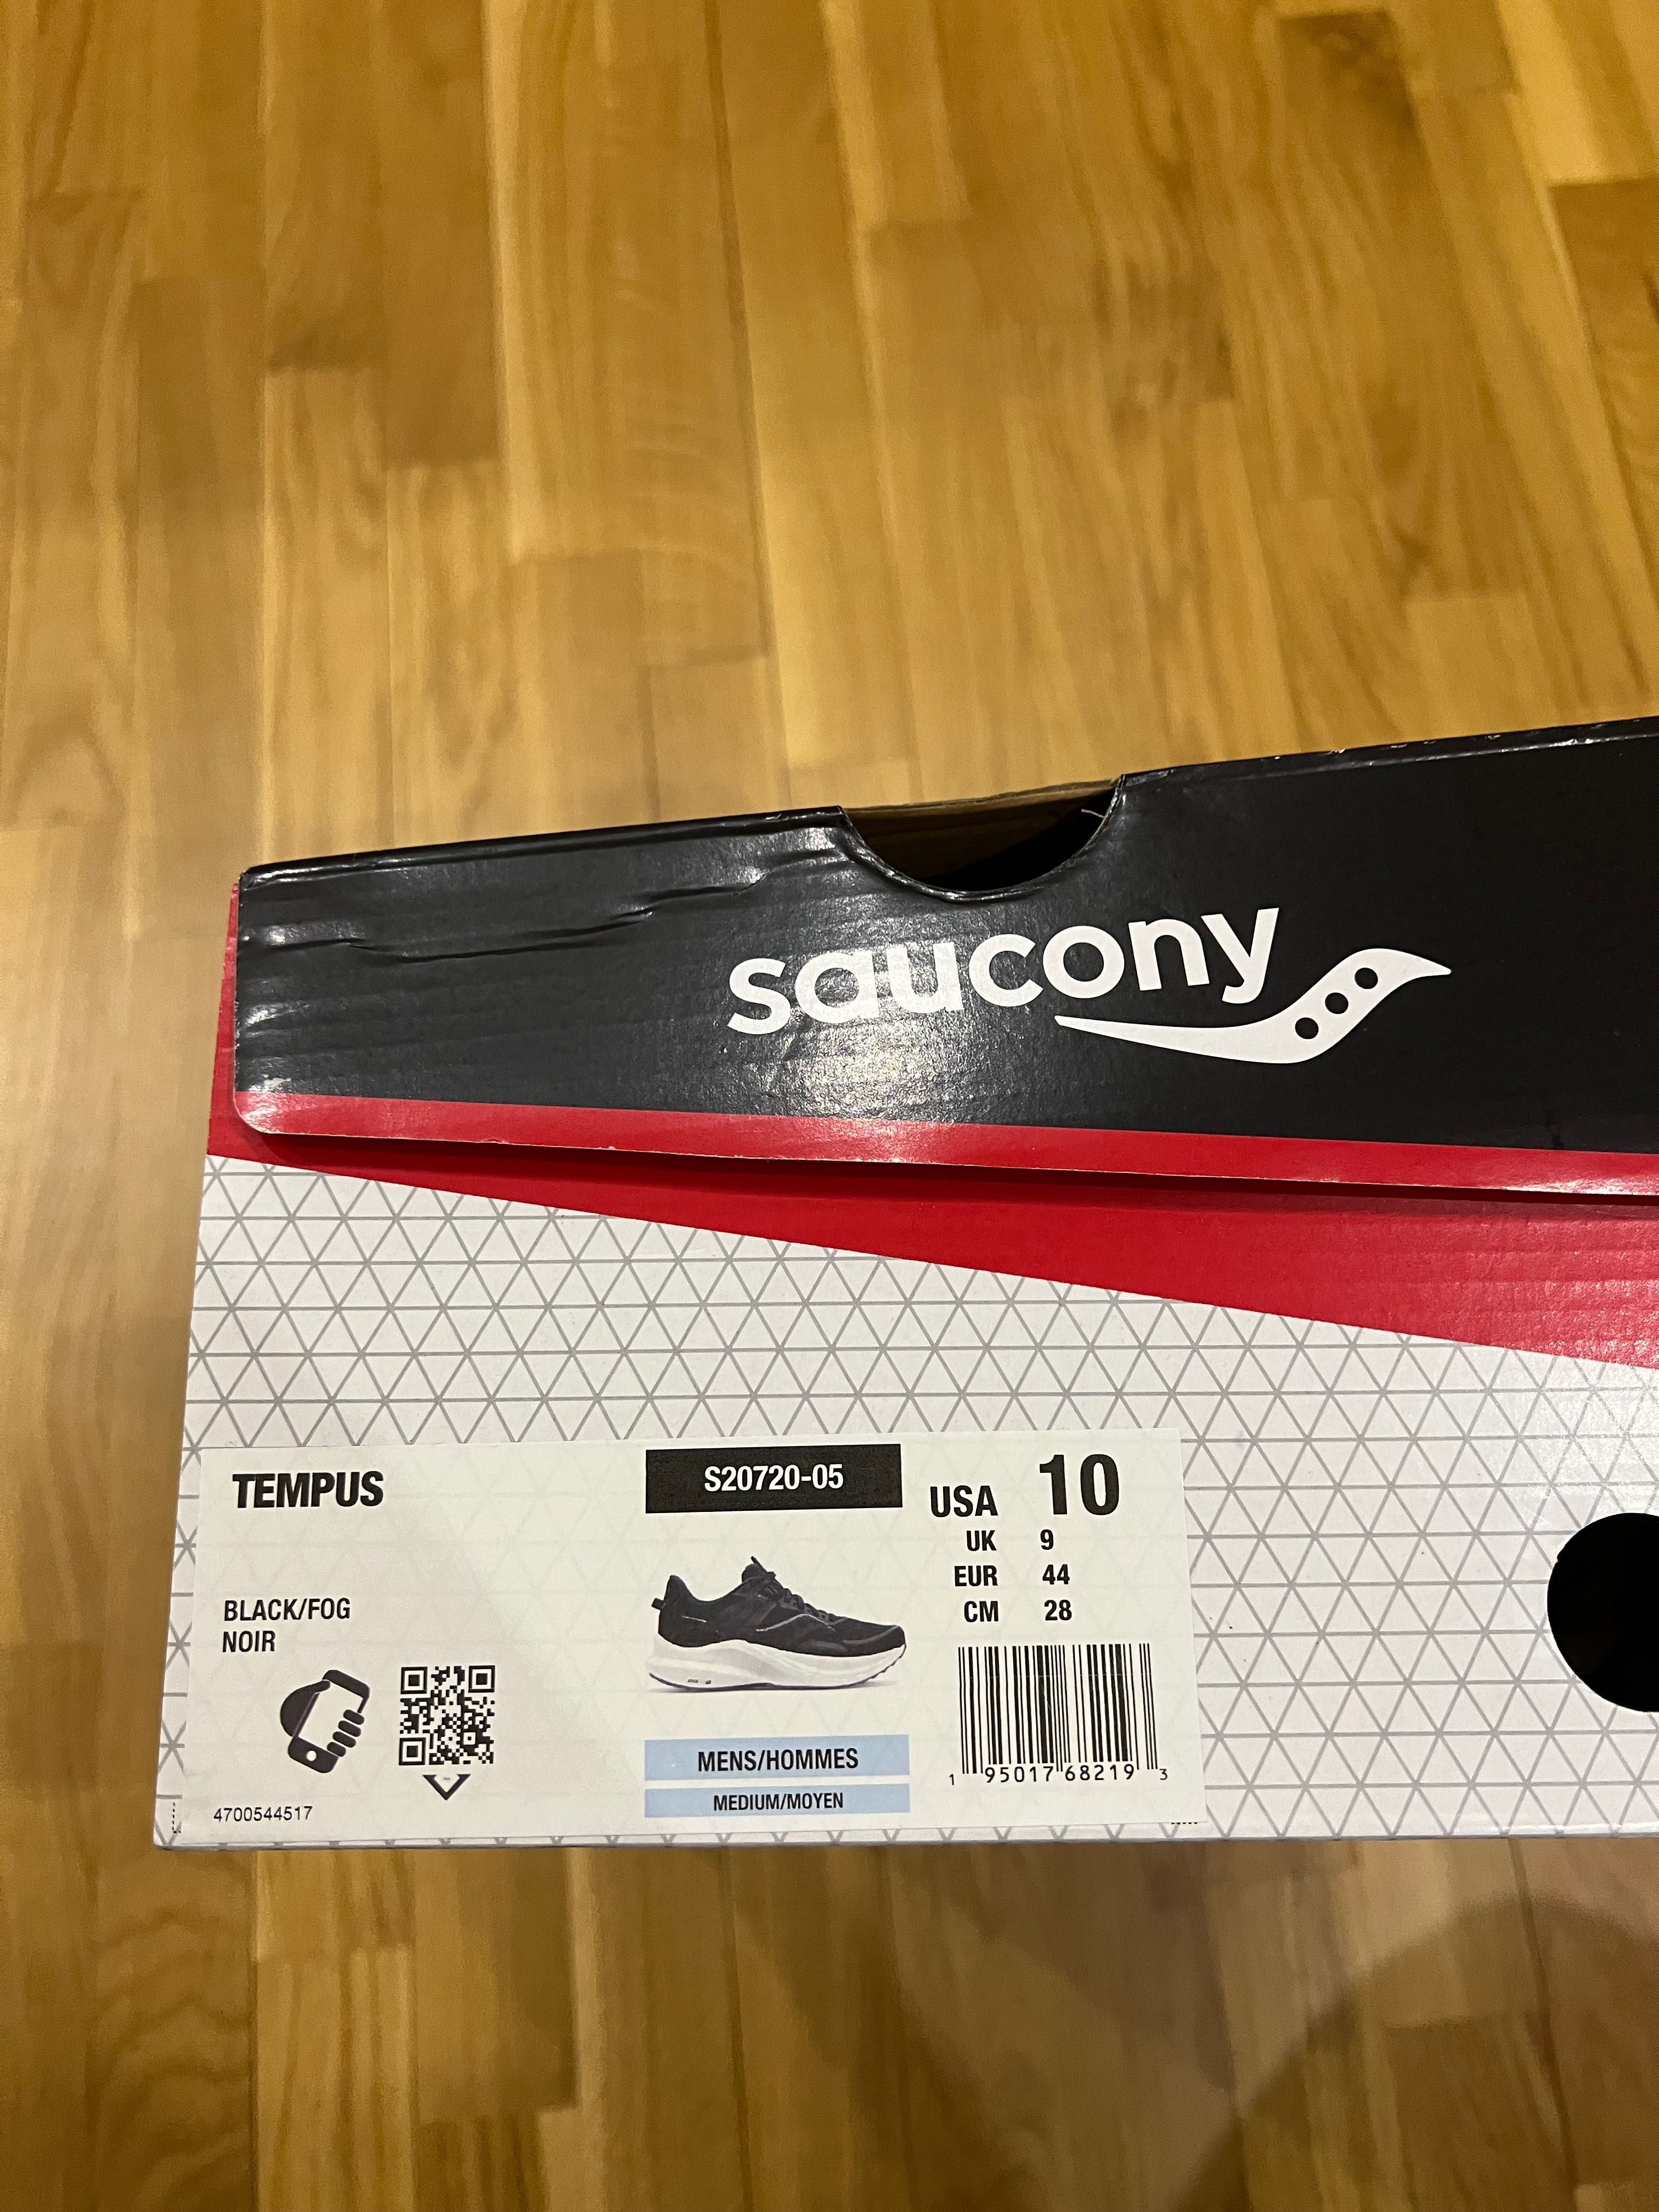 saucony
TEMPUS
S20720-05
USA 10
UK 9
EUR 44
CM 28
BLACK/FOG
NOIR
MENS/HOMMES
MEDIUM/MOYEN
1 95017 68219 3
4700544517